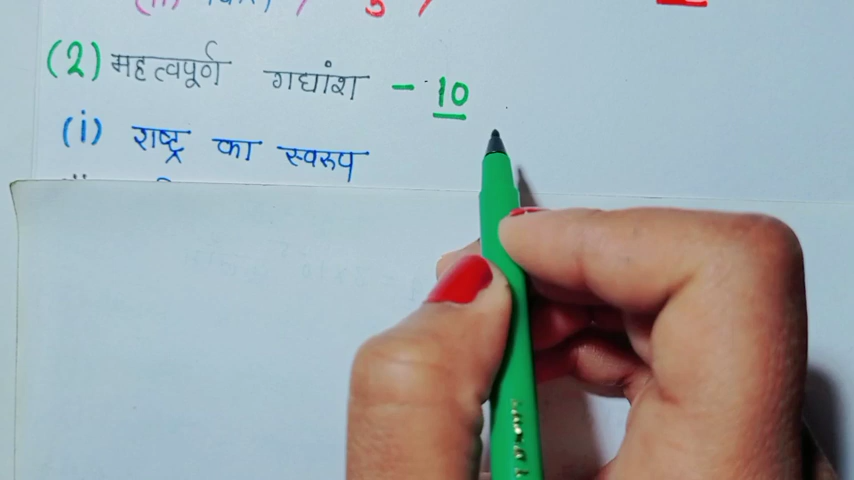 (2) महत्वपूर्ण गद्यांश - 10
(i) राष्ट्र का स्वरूप